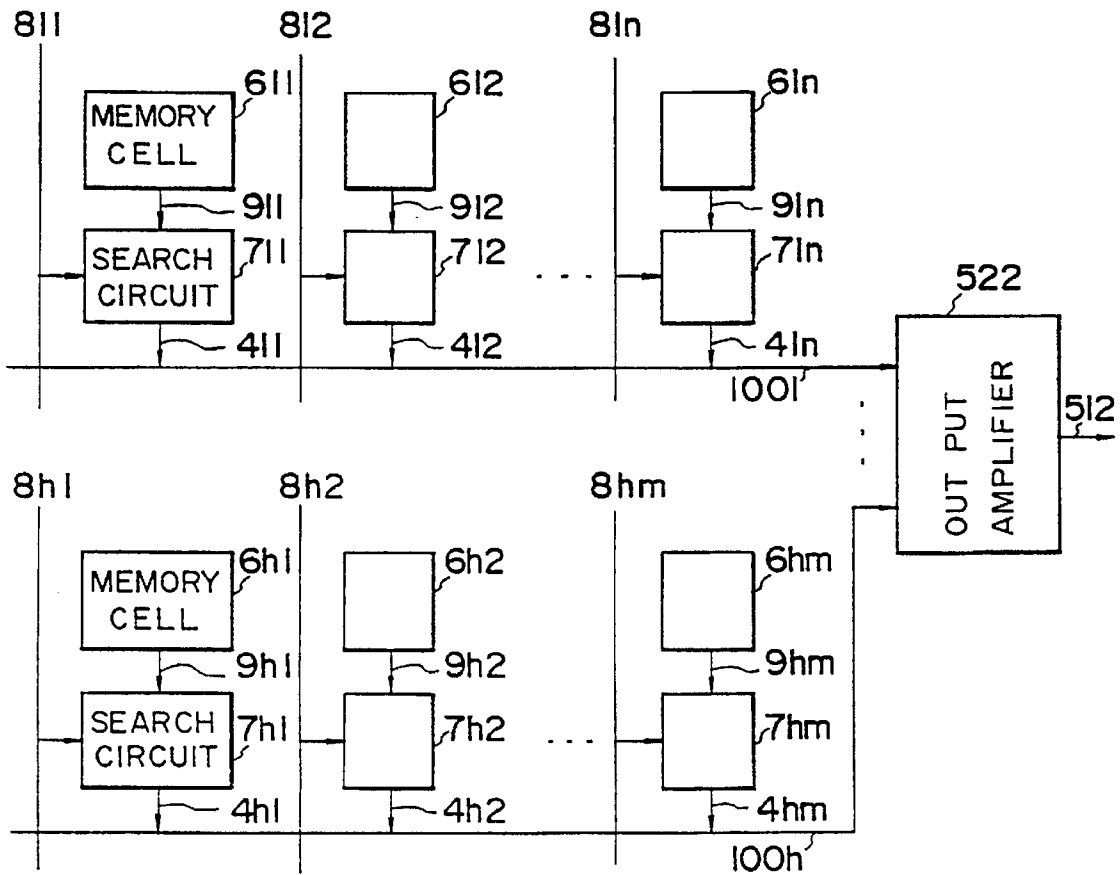 811 812 81n
611 612 61n
MEMORY
CELL
911 912 91n
711 712 71n
SEARCH
CIRCUIT
522
411 412 41n
1001
OUT PUT
AMPLIFIER
512
8h1 8h2 8hm
6h1 6h2 6hm
MEMORY
CELL
9h1 9h2 9hm
SEARCH
CIRCUIT
7h1 7h2 7hm
4h1 4h2 4hm
100h